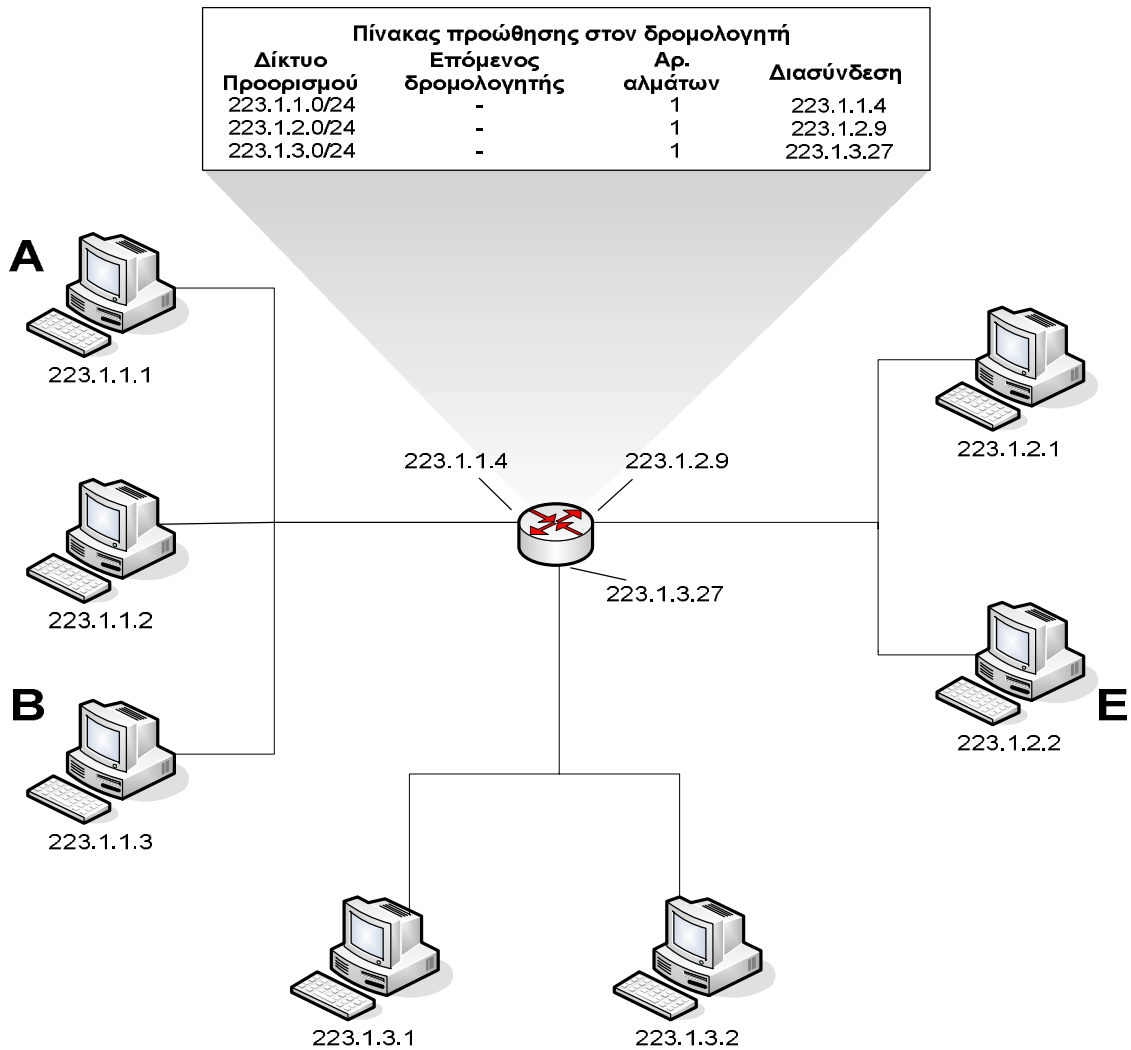 Πίνακας προώθησης στον δρομολογητή
Δίκτυο Προορισμού Επόμενος δρομολογητής Αρ. αλμάτων Διασύνδεση
223.1.1.0/24 - 1 223.1.1.4
223.1.2.0/24 - 1 223.1.2.9
223.1.3.0/24 - 1 223.1.3.27
A
223.1.1.1
223.1.2.1
223.1.1.4 223.1.2.9
223.1.3.27
223.1.1.2
B
E
223.1.2.2
223.1.1.3
223.1.3.1 223.1.3.2